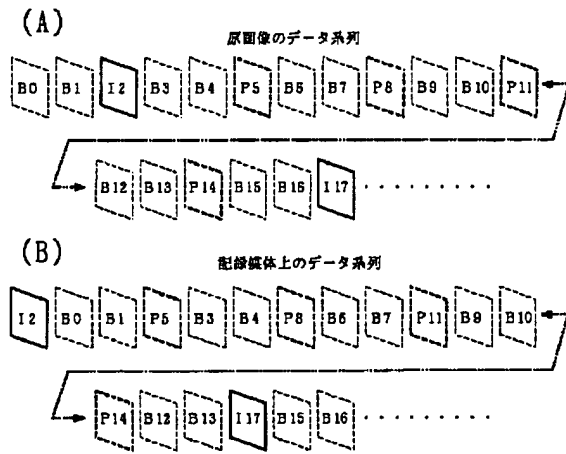 (A)
原画像のデータ系列
B0 B1 I2 B3 B4 P5 B6 B7 P8 B9 B10 P11
B12 B13 P14 B15 B16 I17 ・・・・・・・・・
(B)
記録媒体上のデータ系列
I2 B0 B1 P5 B3 B4 P8 B6 B7 P11 B9 B10
P14 B12 B13 I17 B15 B16 ・・・・・・・・・